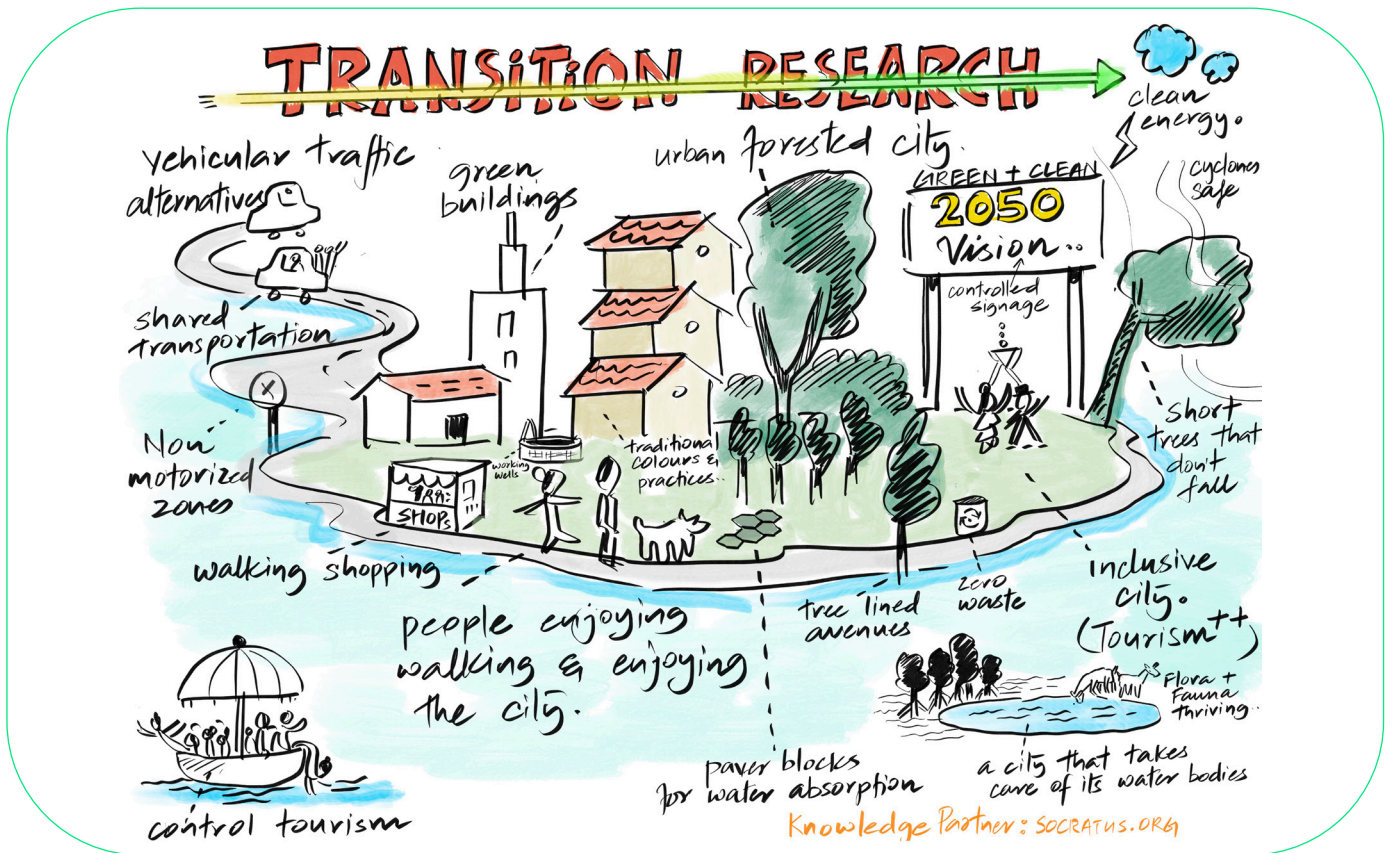 TRANSITION RESEARCH
clean
energy.
vehicular traffic
alternatives
green
buildings
urban forested city.
GREEN + CLEAN
2050
Vision..
controlled
signage
cyclones
safe
shared
transportation
X
Non
motorized
zones
working
wells
traditional
colours &
practices..
short
trees that
don't
fall
SHOPs
walking shopping
people enjoying
walking & enjoying
the city.
tree lined
avenues
zero
waste
inclusive
city.
(Tourism++)
Flora +
Fauna
thriving..
control tourism
paver blocks
for water absorption
a city that takes
care of its water bodies
Knowledge Partner: SOCRATUS.ORG